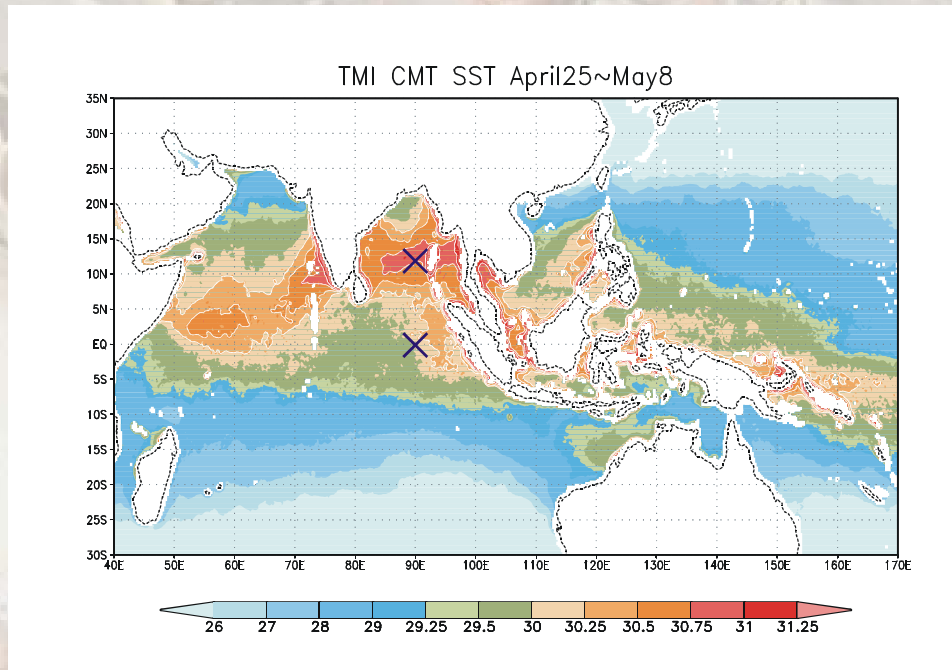 TMI CMT SST April25~May8
35N
30N
25N
20N
15N
10N
5N
EQ
5S
10S
15S
20S
25S
30S
40E 50E 60E 70E 80E 90E 100E 110E 120E 130E 140E 150E 160E 170E
26 27 28 29 29.25 29.5 30 30.25 30.5 30.75 31 31.25